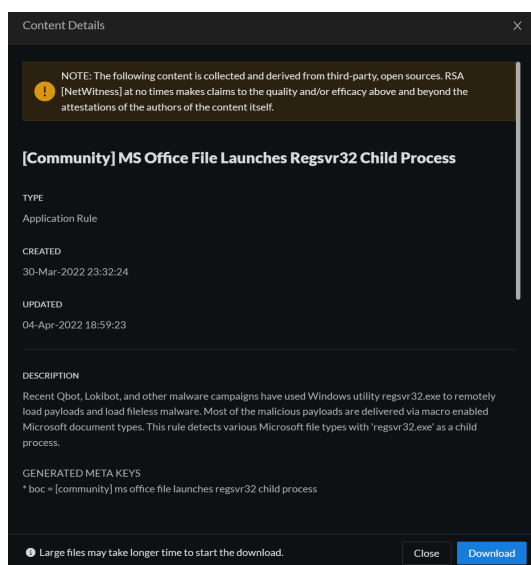 Content Details
NOTE: The following content is collected and derived from third-party, open sources. RSA
[NetWitness] at no times makes claims to the quality and/or efficacy above and beyond the
attestations of the authors of the content itself.
[Community] MS Office File Launches Regsvr32 Child Process
TYPE
Application Rule
CREATED
30-Mar-2022 23:32:24
UPDATED
04-Apr-2022 18:59:23
DESCRIPTION
Recent Qbot, Lokibot, and other malware campaigns have used Windows utility regsvr32.exe to remotely
load payloads and load fileless malware. Most of the malicious payloads are delivered via macro enabled
Microsoft document types. This rule detects various Microsoft file types with 'regsvr32.exe' as a child
process.
GENERATED META KEYS
* boc = [community] ms office file launches regsvr32 child process
Large files may take longer time to start the download.
Close
Download